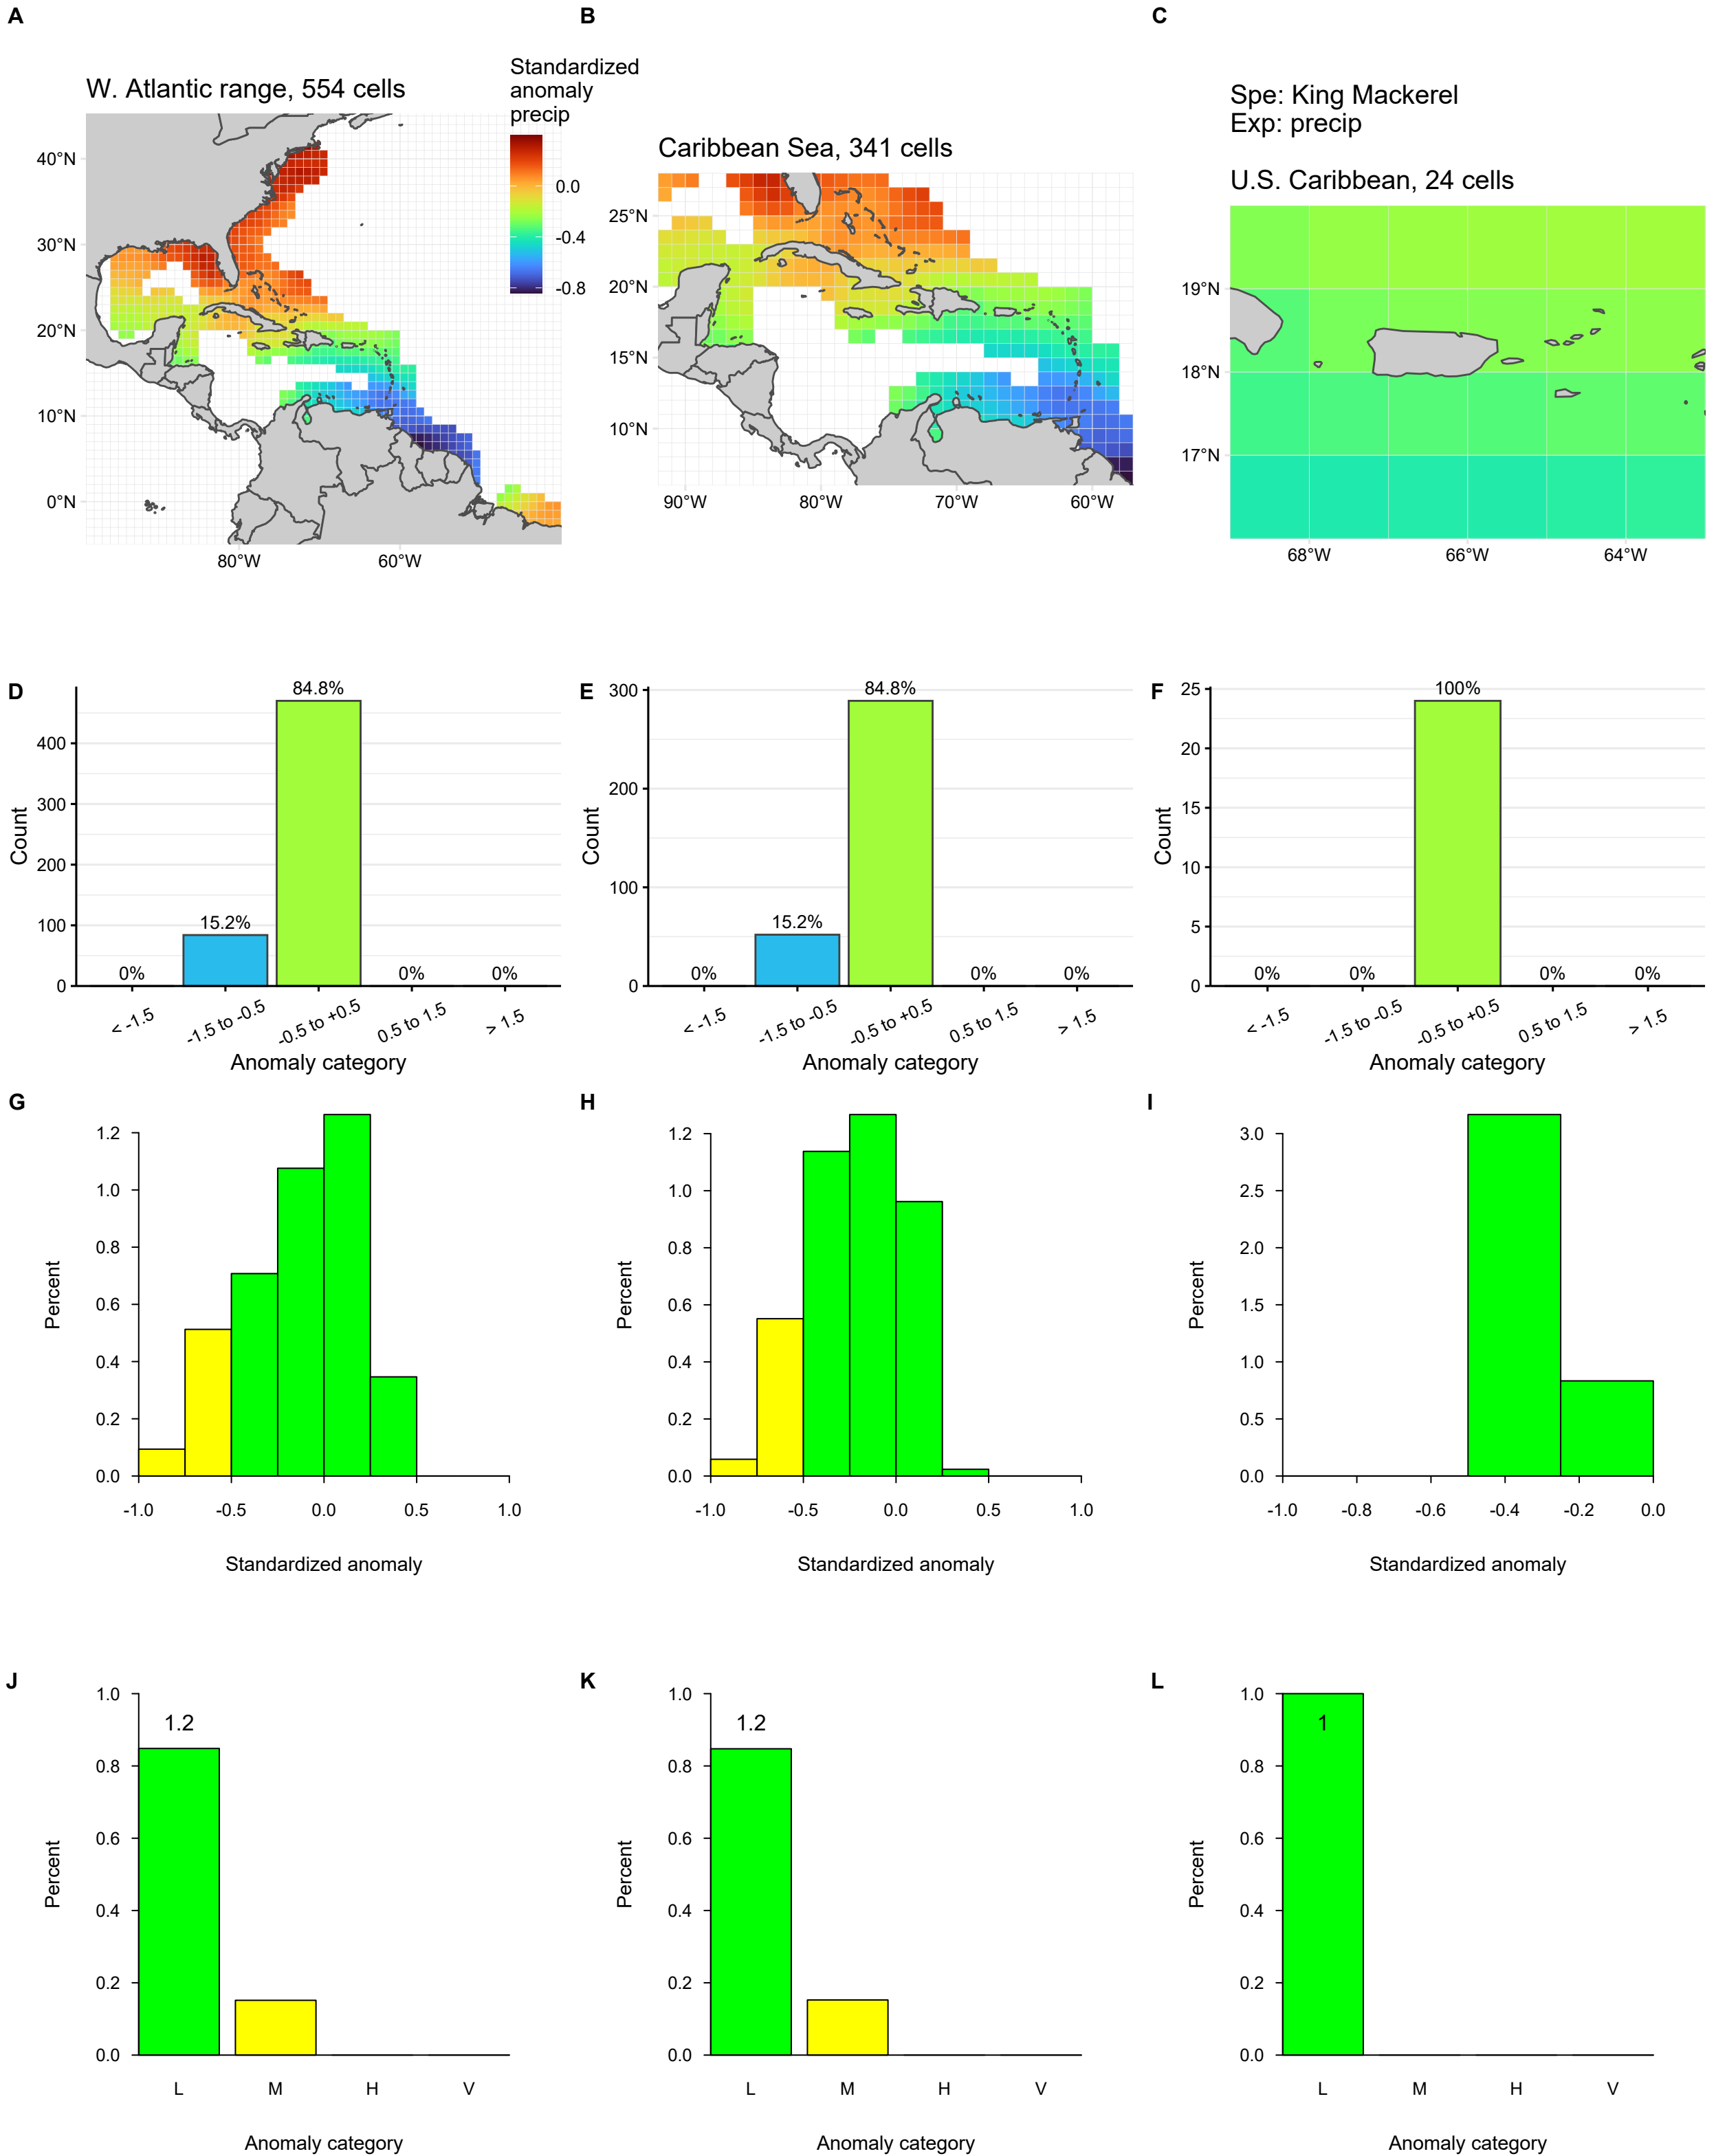 A
B
C
W. Atlantic range, 554 cells
Standardized
anomaly
precip
0.0
-0.4
-0.8
40°N
30°N
20°N
10°N
0°N
80°W
60°W
Caribbean Sea, 341 cells
25°N
20°N
15°N
10°N
90°W
80°W
70°W
60°W
Spe: King Mackerel
Exp: precip
U.S. Caribbean, 24 cells
19°N
18°N
17°N
68°W
66°W
64°W
D
Count
400
300
200
100
0
0%
15.2%
84.8%
0%
0%
< -1.5
-1.5 to -0.5
-0.5 to +0.5
0.5 to 1.5
> 1.5
Anomaly category
E
Count
300
200
100
0
0%
15.2%
84.8%
0%
0%
< -1.5
-1.5 to -0.5
-0.5 to +0.5
0.5 to 1.5
> 1.5
Anomaly category
F
Count
25
20
15
10
5
0
0%
0%
100%
0%
0%
< -1.5
-1.5 to -0.5
-0.5 to +0.5
0.5 to 1.5
> 1.5
Anomaly category
G
Percent
1.2
1.0
0.8
0.6
0.4
0.2
0.0
-1.0
-0.5
0.0
0.5
1.0
Standardized anomaly
H
Percent
1.2
1.0
0.8
0.6
0.4
0.2
0.0
-1.0
-0.5
0.0
0.5
1.0
Standardized anomaly
I
Percent
3.0
2.5
2.0
1.5
1.0
0.5
0.0
-1.0
-0.8
-0.6
-0.4
-0.2
0.0
Standardized anomaly
J
Percent
1.0
0.8
0.6
0.4
0.2
0.0
1.2
L
M
H
V
Anomaly category
K
Percent
1.0
0.8
0.6
0.4
0.2
0.0
1.2
L
M
H
V
Anomaly category
L
Percent
1.0
0.8
0.6
0.4
0.2
0.0
1
L
M
H
V
Anomaly category